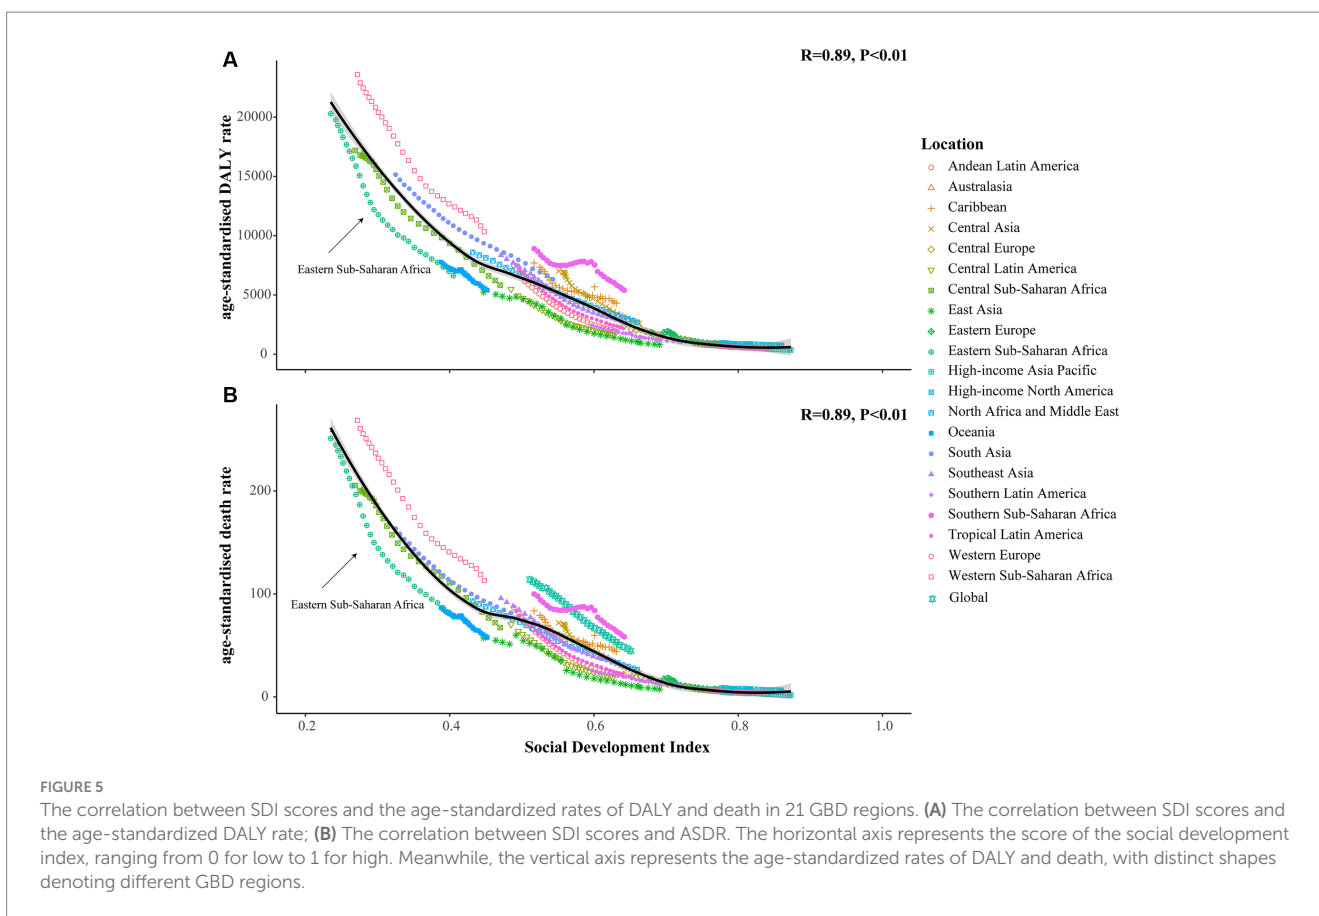 A
R=0.89, P<0.01
age-standardised DALY rate
20000
15000
10000
5000
0
Eastern Sub-Saharan Africa
B
R=0.89, P<0.01
age-standardised death rate
200
100
0
Eastern Sub-Saharan Africa
0.2 0.4 0.6 0.8 1.0
Social Development Index
Location
Andean Latin America
Australasia
Caribbean
Central Asia
Central Europe
Central Latin America
Central Sub-Saharan Africa
East Asia
Eastern Europe
Eastern Sub-Saharan Africa
High-income Asia Pacific
High-income North America
North Africa and Middle East
Oceania
South Asia
Southeast Asia
Southern Latin America
Southern Sub-Saharan Africa
Tropical Latin America
Western Europe
Western Sub-Saharan Africa
Global
FIGURE 5
The correlation between SDI scores and the age-standardized rates of DALY and death in 21 GBD regions. (A) The correlation between SDI scores and
the age-standardized DALY rate; (B) The correlation between SDI scores and ASDR. The horizontal axis represents the score of the social development
index, ranging from 0 for low to 1 for high. Meanwhile, the vertical axis represents the age-standardized rates of DALY and death, with distinct shapes
denoting different GBD regions.